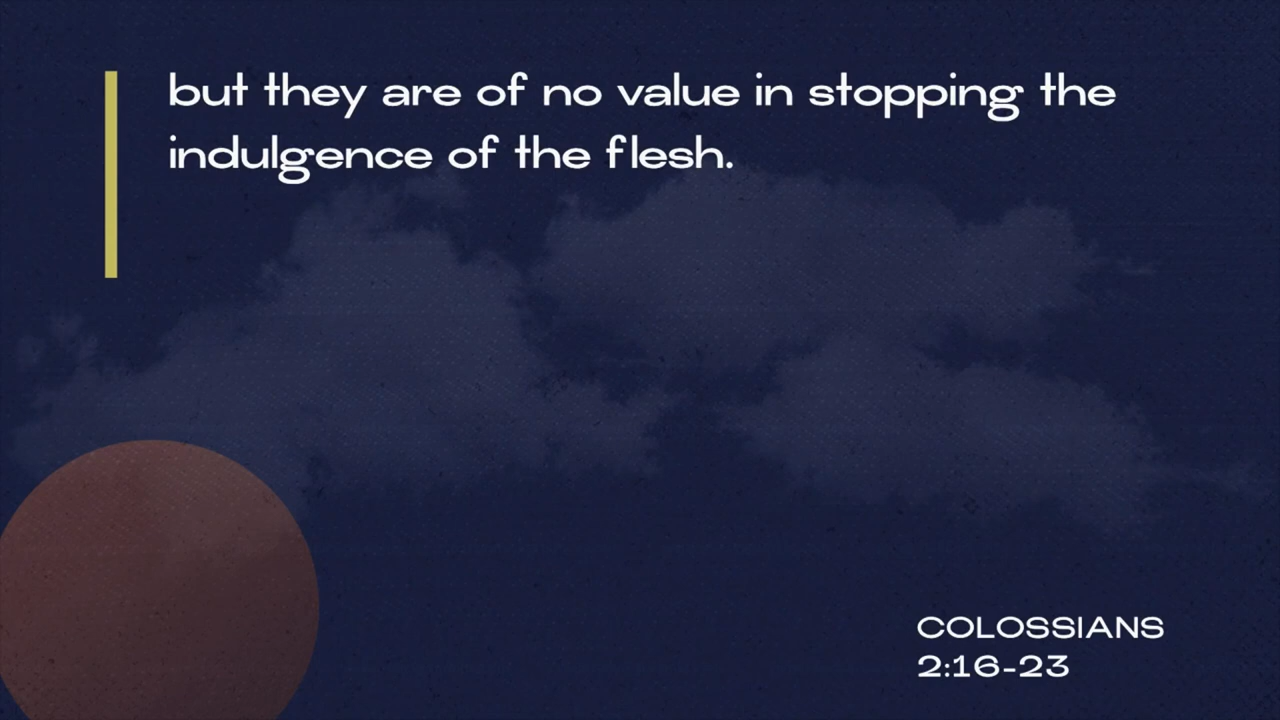 but they are of no value in stopping the
indulgence of the flesh.
COLOSSIANS
2:16-23